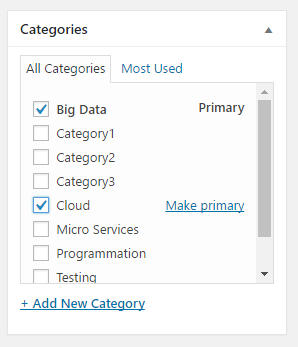 Categories
All Categories Most Used
Big Data Primary
Category1
Category2
Category3
Cloud Make primary
Micro Services
Programmation
Testing
+ Add New Category